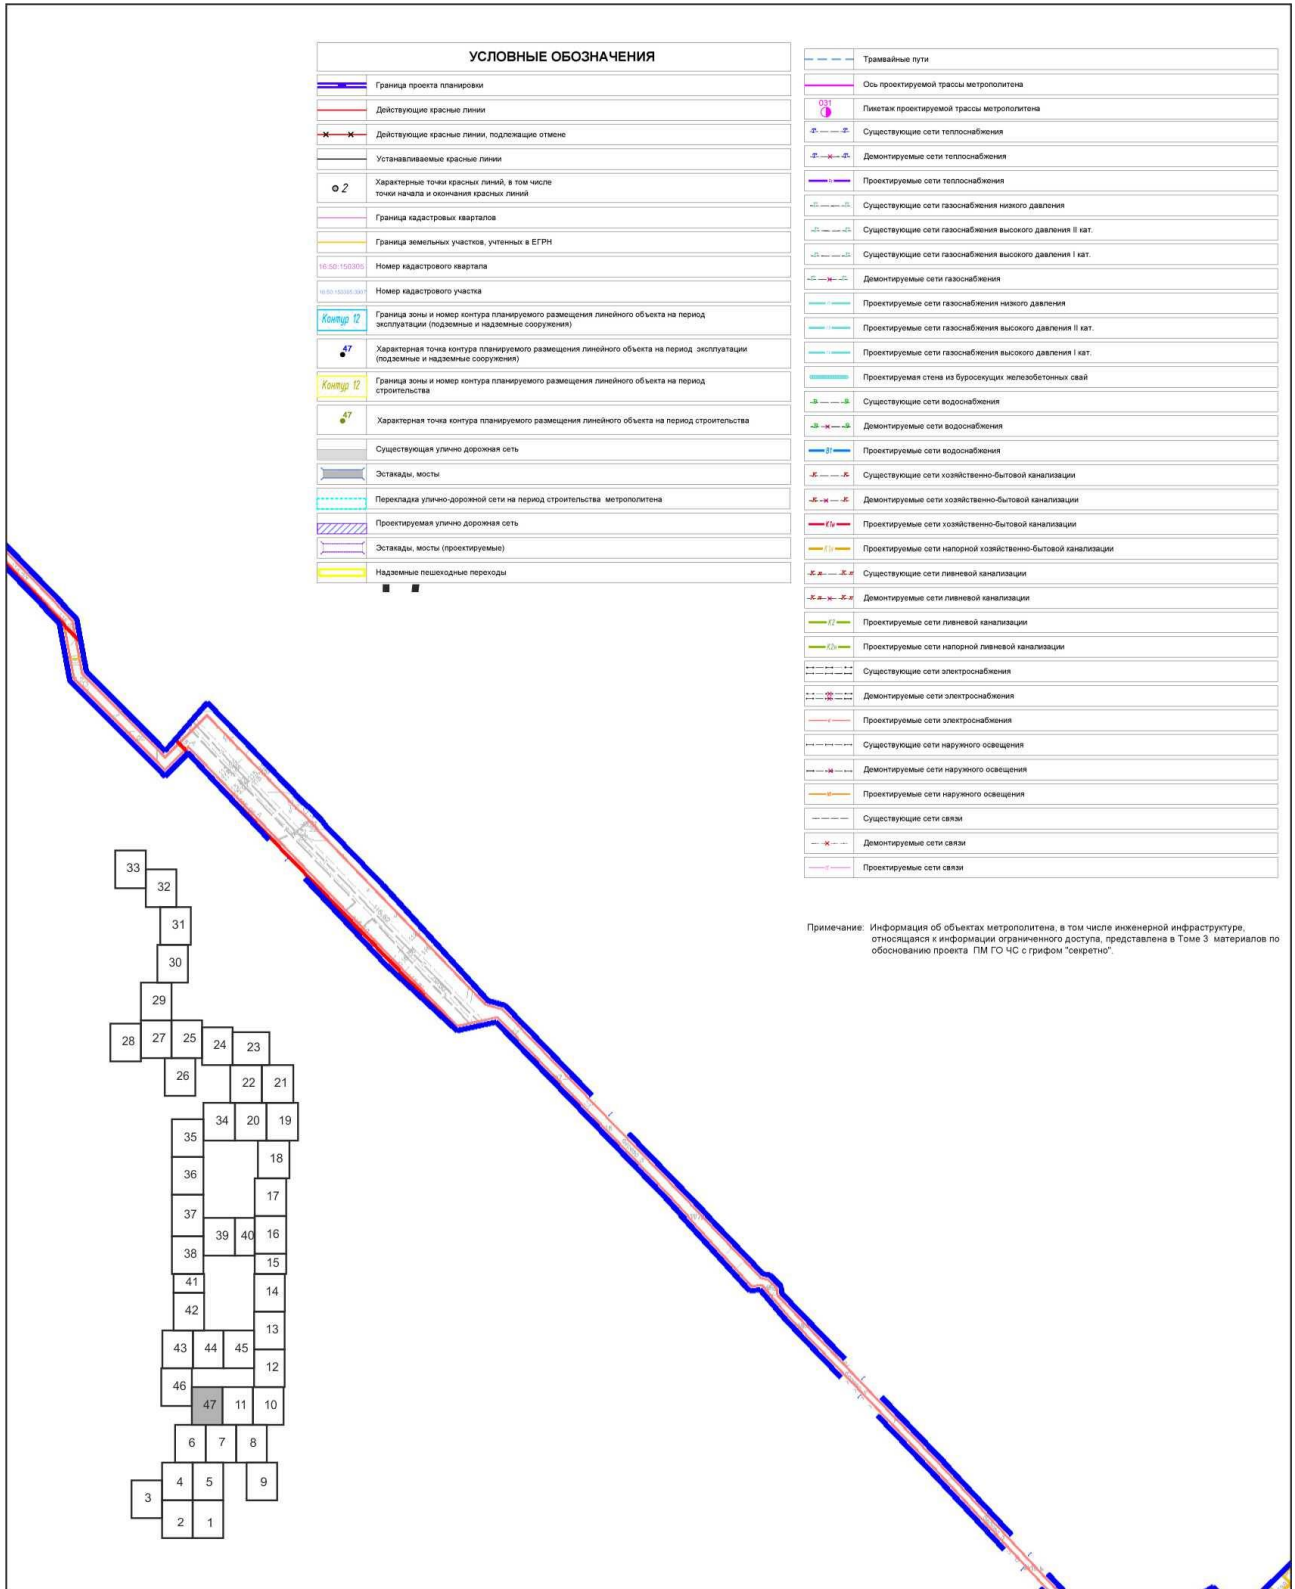 УСЛОВНЫЕ ОБОЗНАЧЕНИЯ
Граница проекта планировки
Действующие красные линии
Действующие красные линии, подлежащие отмене
Устанавливаемые красные линии
2
Характерные точки красных линий, в том числе
точки начала и окончания красных линий
Граница кадастровых кварталов
Граница земельных участков, учтенных в ЕГРН
16:50:150305
Номер кадастрового квартала
Номер кадастрового участка
Контур 12
Граница зоны и номер контура планируемого размещения линейного объекта на период
эксплуатации (подземные и надземные сооружения)
47
Характерная точка контура планируемого размещения линейного объекта на период эксплуатации
(подземные и надземные сооружения)
Контур 12
Граница зоны и номер контура планируемого размещения линейного объекта на период
строительства
47
Характерная точка контура планируемого размещения линейного объекта на период строительства
Существующая улично дорожная сеть
Эстакады, мосты
Перекладка улично-дорожной сети на период строительства метрополитена
Проектируемая улично дорожная сеть
Эстакады, мосты (проектируемые)
Надземные пешеходные переходы
Трамвайные пути
Ось проектируемой трассы метрополитена
031
Пикетаж проектируемой трассы метрополитена
Существующие сети теплоснабжения
Демонтируемые сети теплоснабжения
Проектируемые сети теплоснабжения
Существующие сети газоснабжения низкого давления
Существующие сети газоснабжения высокого давления II кат.
Существующие сети газоснабжения высокого давления I кат.
Демонтируемые сети газоснабжения
Проектируемые сети газоснабжения низкого давления
Проектируемые сети газоснабжения высокого давления II кат.
Проектируемые сети газоснабжения высокого давления I кат.
Проектируемая стена из буросекущих железобетонных свай
Существующие сети водоснабжения
Демонтируемые сети водоснабжения
В1
Проектируемые сети водоснабжения
Существующие сети хозяйственно-бытовой канализации
Демонтируемые сети хозяйственно-бытовой канализации
Проектируемые сети хозяйственно-бытовой канализации
Проектируемые сети напорной хозяйственно-бытовой канализации
Существующие сети ливневой канализации
Демонтируемые сети ливневой канализации
К2
Проектируемые сети ливневой канализации
К2н
Проектируемые сети напорной ливневой канализации
Существующие сети электроснабжения
Демонтируемые сети электроснабжения
Проектируемые сети электроснабжения
Существующие сети наружного освещения
Демонтируемые сети наружного освещения
Проектируемые сети наружного освещения
Существующие сети связи
Демонтируемые сети связи
Проектируемые сети связи
Примечание: Информация об объектах метрополитена, в том числе инженерной инфраструктуре,
относящаяся к информации ограниченного доступа, представлена в Томе 3 материалов по
обоснованию проекта ПМ ГО ЧС с грифом "секретно".
33
32
31
30
29
28 27 25 24 23
26 22 21
34 20 19
35
18
36
17
37
39 40 16
38
15
41
14
42
13
43 44 45
12
46
47 11 10
6 7 8
4 5 9
3
2 1